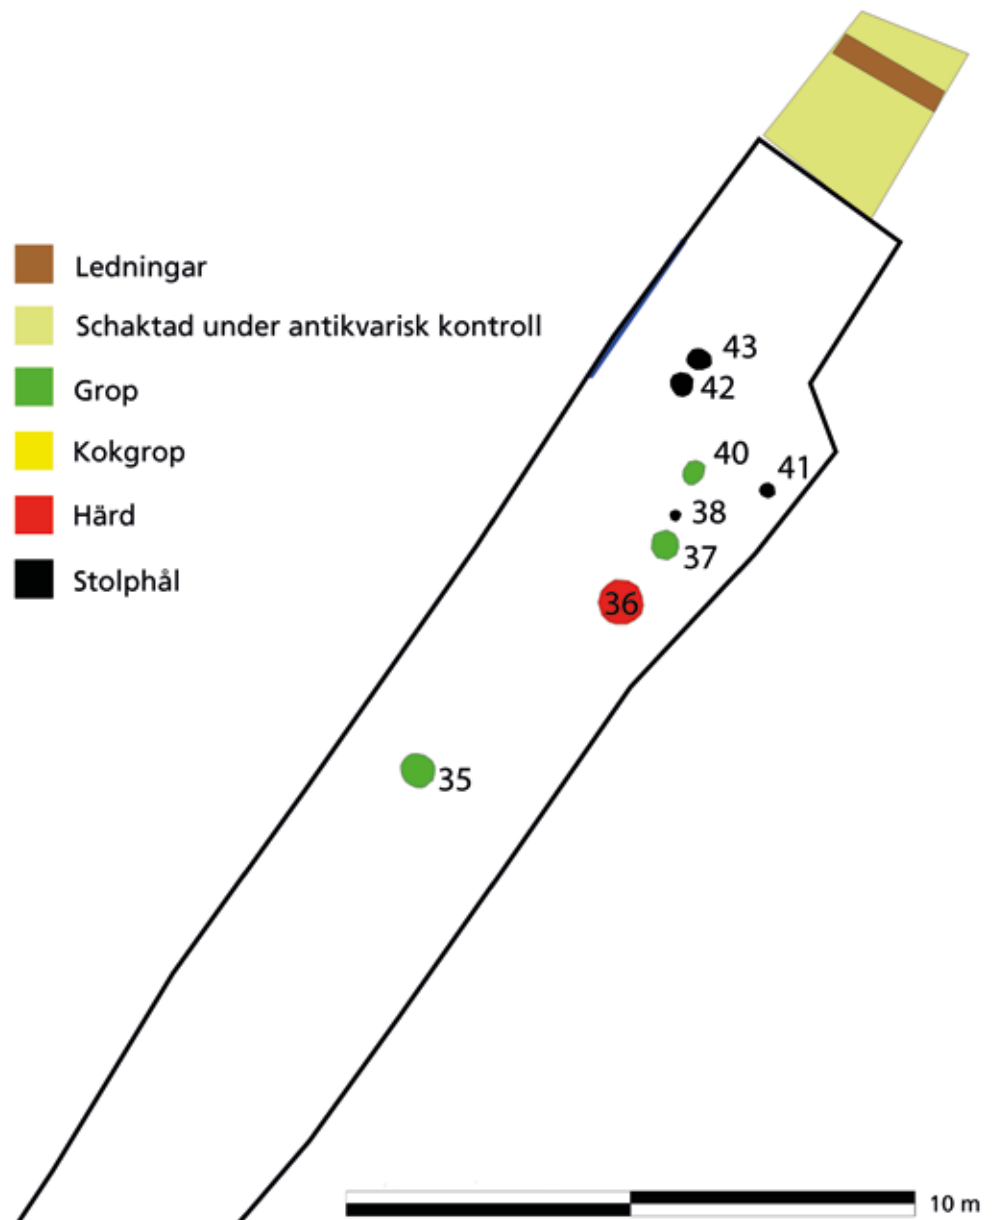 Ledningar
Schaktad under antikvarisk kontroll
Grop
Kokgrop
Härd
Stolphål
43
42
40
41
38
37
36
35
10 m